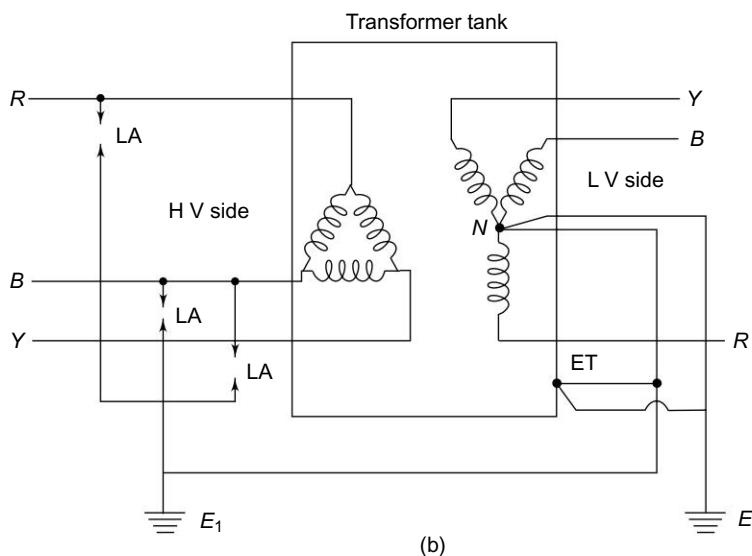 Transformer tank
R
Y
LA
B
H V side
L V side
N
B
LA
Y
R
LA
ET
E1
E
(b)